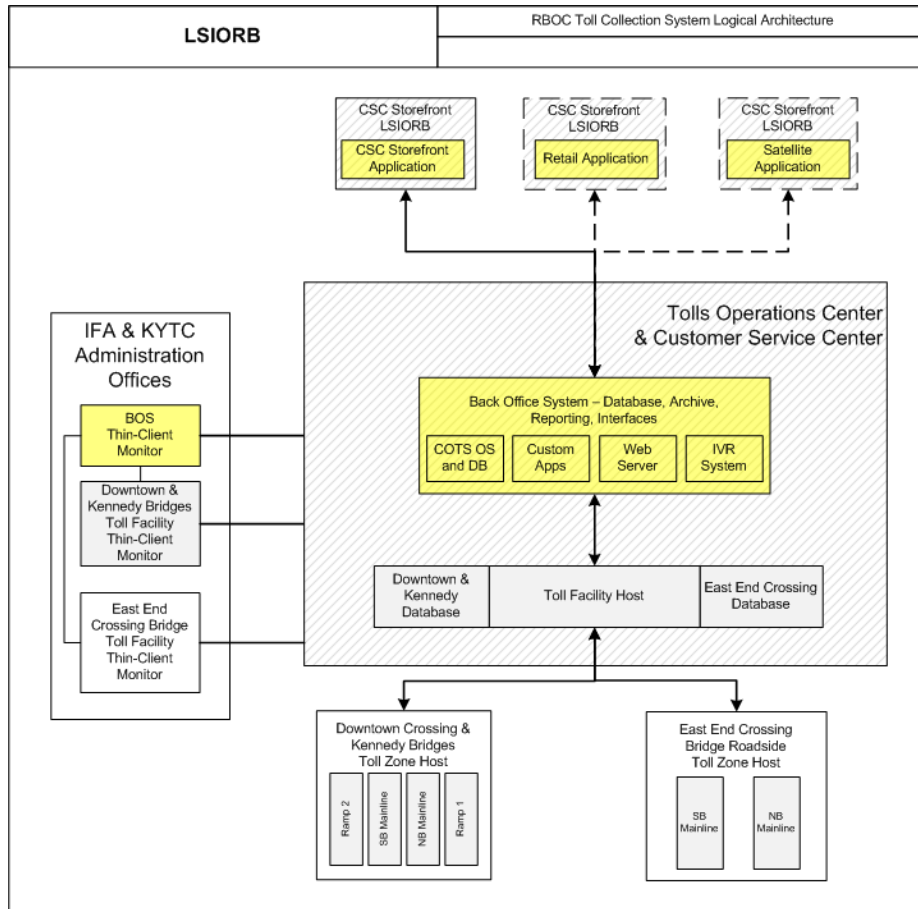 LSIORB
RBOC Toll Collection System Logical Architecture
CSC Storefront
LSIORB
CSC Storefront
Application
CSC Storefront
LSIORB
Retail Application
CSC Storefront
LSIORB
Satellite
Application
Tolls Operations Center
& Customer Service Center
IFA & KYTC
Administration
Offices
BOS
Thin-Client
Monitor
Downtown &
Kennedy Bridges
Toll Facility
Thin-Client
Monitor
East End
Crossing Bridge
Toll Facility
Thin-Client
Monitor
Back Office System – Database, Archive,
Reporting, Interfaces
COTS OS
and DB
Custom
Apps
Web
Server
IVR
System
Downtown &
Kennedy
Database
Toll Facility Host
East End Crossing
Database
Downtown Crossing &
Kennedy Bridges
Toll Zone Host
Ramp 2
SB Mainline
NB Mainline
Ramp 1
East End Crossing
Bridge Roadside
Toll Zone Host
SB
Mainline
NB
Mainline